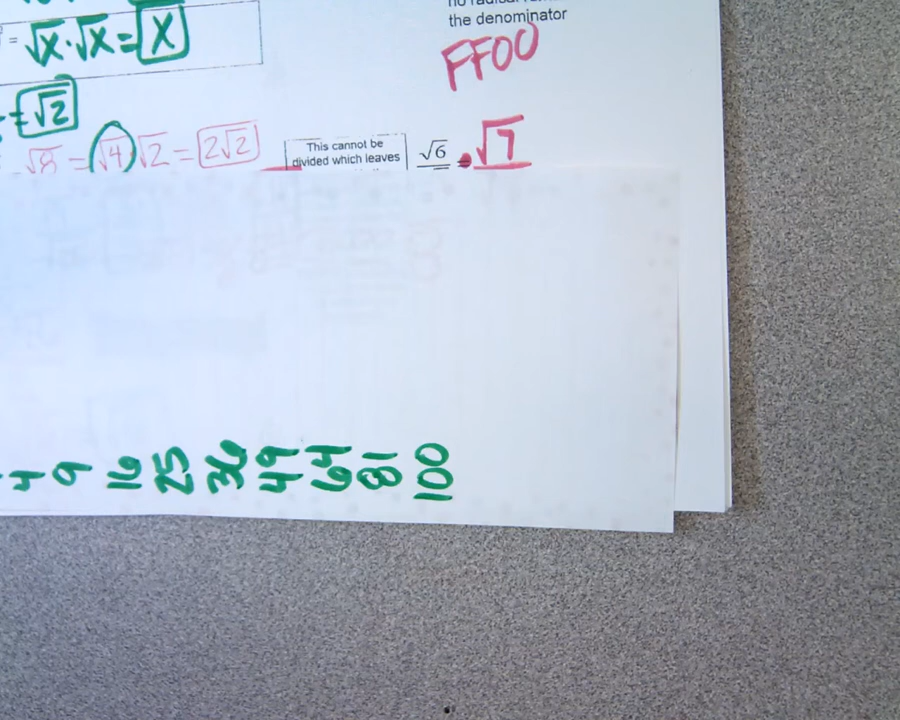 the denominator
= √x·√x = x
FFOO
= √2
√8 = √4 √2 = 2√2
This cannot be
divided which leaves
√6 · √7
4 9 16 25 36 49 64 81 100